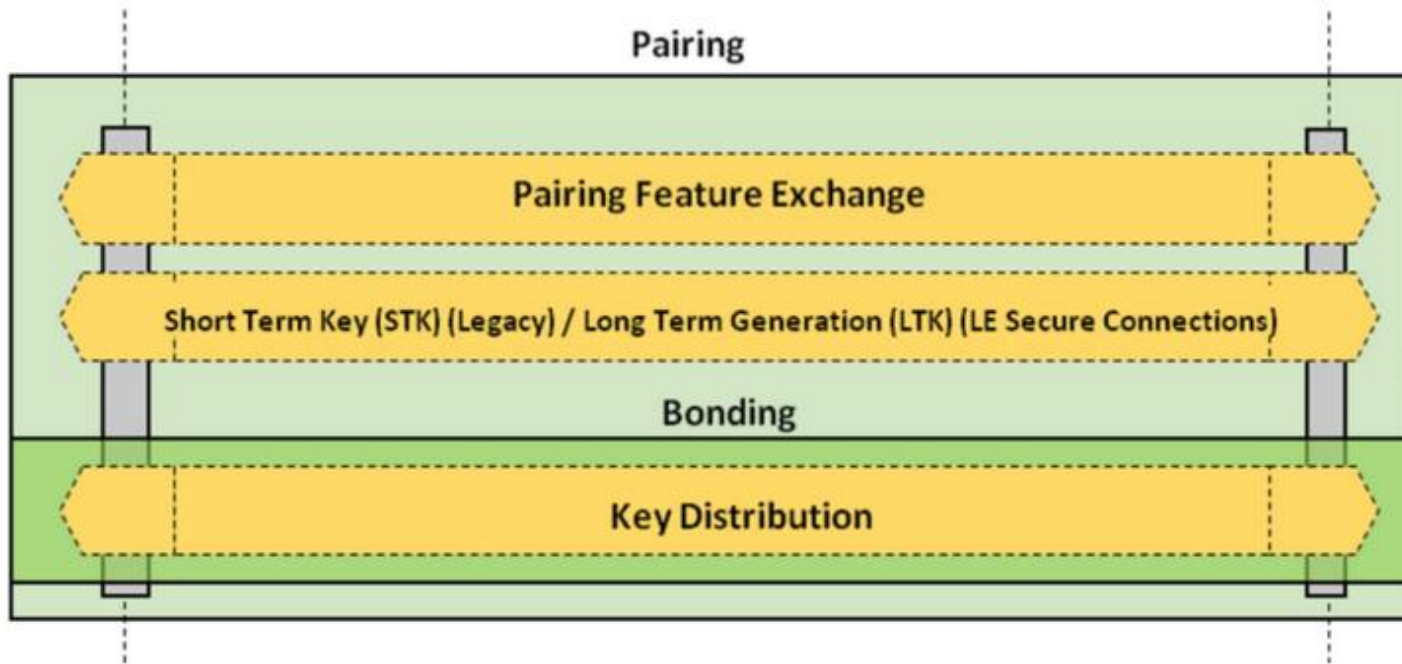 Pairing
Pairing Feature Exchange
Short Term Key (STK) (Legacy) / Long Term Generation (LTK) (LE Secure Connections)
Bonding
Key Distribution